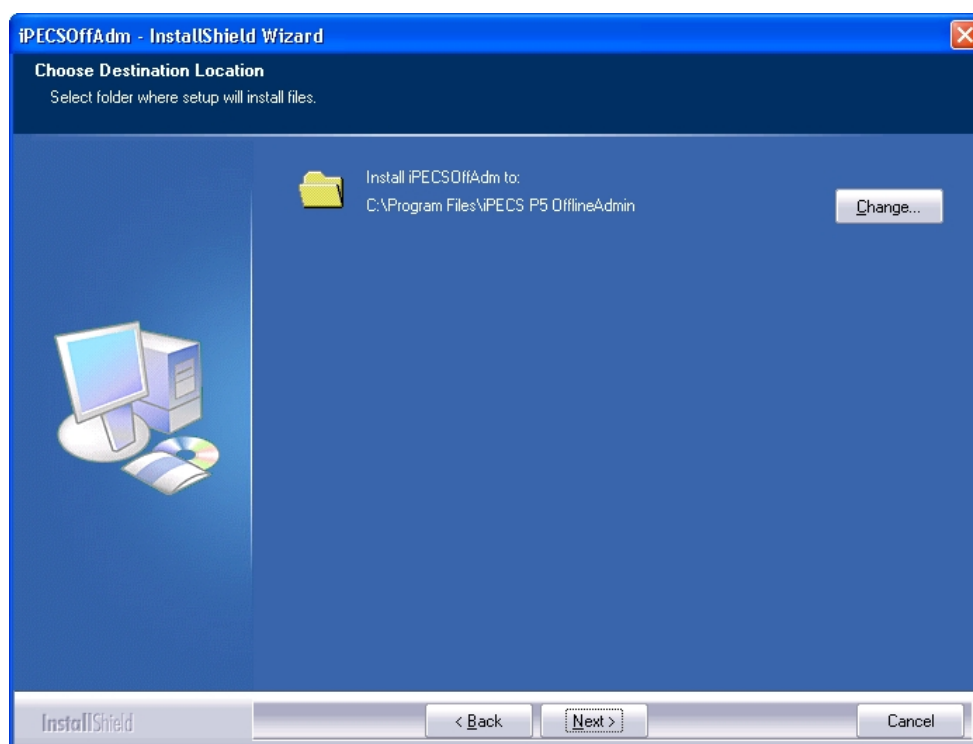 iPECSOffAdm - InstallShield Wizard
Choose Destination Location
Select folder where setup will install files.
Install iPECSOffAdm to:
C:\Program Files\iPECS P5 OfflineAdmin
Change...
InstallShield
< Back
Next >
Cancel